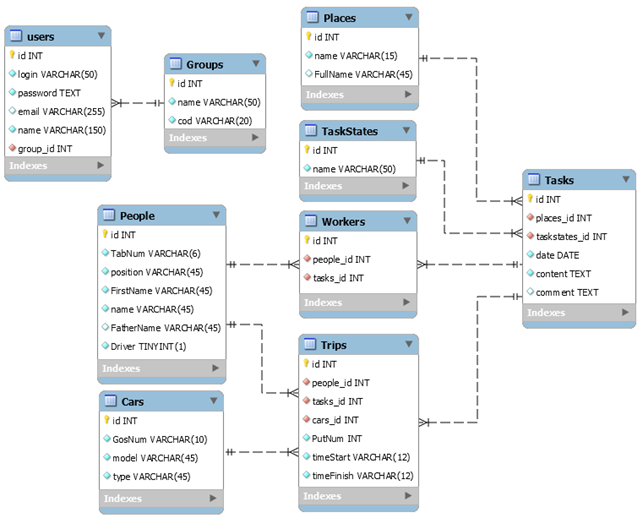 users
id INT
login VARCHAR(50)
password TEXT
email VARCHAR(255)
name VARCHAR(150)
group_id INT
Indexes
Groups
id INT
name VARCHAR(50)
cod VARCHAR(20)
Indexes
Places
id INT
name VARCHAR(15)
FullName VARCHAR(45)
Indexes
TaskStates
id INT
name VARCHAR(50)
Indexes
Tasks
id INT
places_id INT
taskstates_id INT
date DATE
content TEXT
comment TEXT
Indexes
People
id INT
TabNum VARCHAR(6)
position VARCHAR(45)
FirstName VARCHAR(45)
name VARCHAR(45)
FatherName VARCHAR(45)
Driver TINYINT(1)
Indexes
Workers
id INT
people_id INT
tasks_id INT
Indexes
Trips
id INT
people_id INT
tasks_id INT
cars_id INT
PutNum INT
timeStart VARCHAR(12)
timeFinish VARCHAR(12)
Indexes
Cars
id INT
GosNum VARCHAR(10)
model VARCHAR(45)
type VARCHAR(45)
Indexes